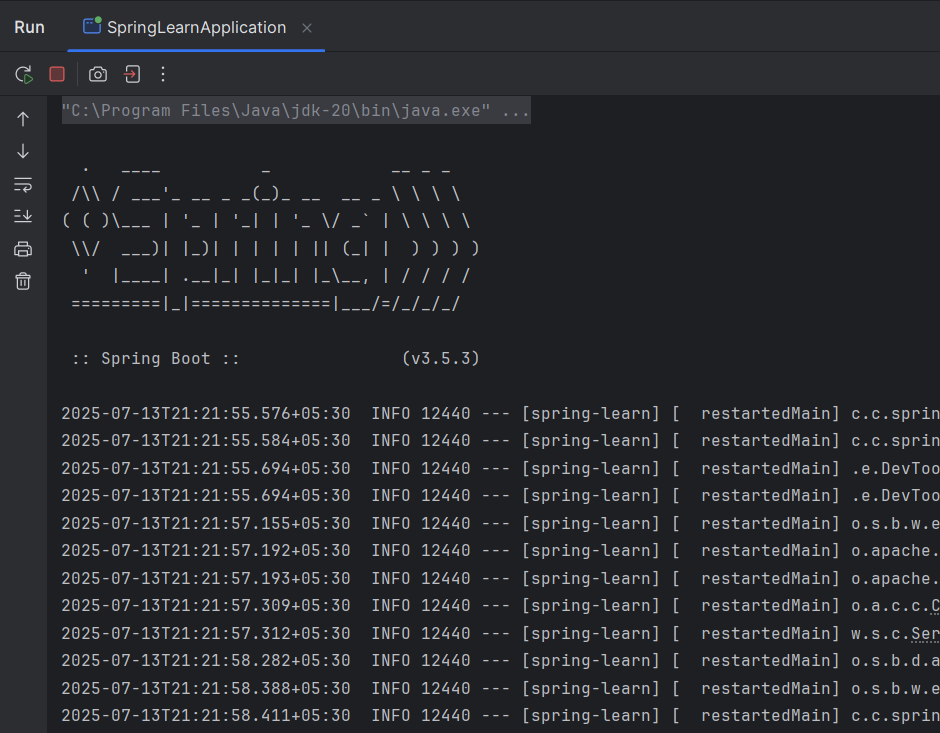 Run SpringLearnApplication
"C:\Program Files\Java\jdk-20\bin\java.exe" ...
  .   ____          _            __ _ _
 /\\ / ___'_ __ _ _(_)_ __  __ _ \ \ \ \
( ( )\___ | '_ | '_| | '_ \/ _` | \ \ \ \
 \\/  ___)| |_)| | | | | || (_| |  ) ) ) )
  '  |____| .__|_| |_|_| |_\__, | / / / /
 =========|_|==============|___/=/_/_/_/
 :: Spring Boot ::                (v3.5.3)
2025-07-13T21:21:55.576+05:30  INFO 12440 --- [spring-learn] [  restartedMain] c.c.sprin
2025-07-13T21:21:55.584+05:30  INFO 12440 --- [spring-learn] [  restartedMain] c.c.sprin
2025-07-13T21:21:55.694+05:30  INFO 12440 --- [spring-learn] [  restartedMain] .e.DevToo
2025-07-13T21:21:55.694+05:30  INFO 12440 --- [spring-learn] [  restartedMain] .e.DevToo
2025-07-13T21:21:57.155+05:30  INFO 12440 --- [spring-learn] [  restartedMain] o.s.b.w.e
2025-07-13T21:21:57.192+05:30  INFO 12440 --- [spring-learn] [  restartedMain] o.apache.
2025-07-13T21:21:57.193+05:30  INFO 12440 --- [spring-learn] [  restartedMain] o.apache.
2025-07-13T21:21:57.309+05:30  INFO 12440 --- [spring-learn] [  restartedMain] o.a.c.c.C
2025-07-13T21:21:57.312+05:30  INFO 12440 --- [spring-learn] [  restartedMain] w.s.c.Ser
2025-07-13T21:21:58.282+05:30  INFO 12440 --- [spring-learn] [  restartedMain] o.s.b.d.a
2025-07-13T21:21:58.388+05:30  INFO 12440 --- [spring-learn] [  restartedMain] o.s.b.w.e
2025-07-13T21:21:58.411+05:30  INFO 12440 --- [spring-learn] [  restartedMain] c.c.sprin